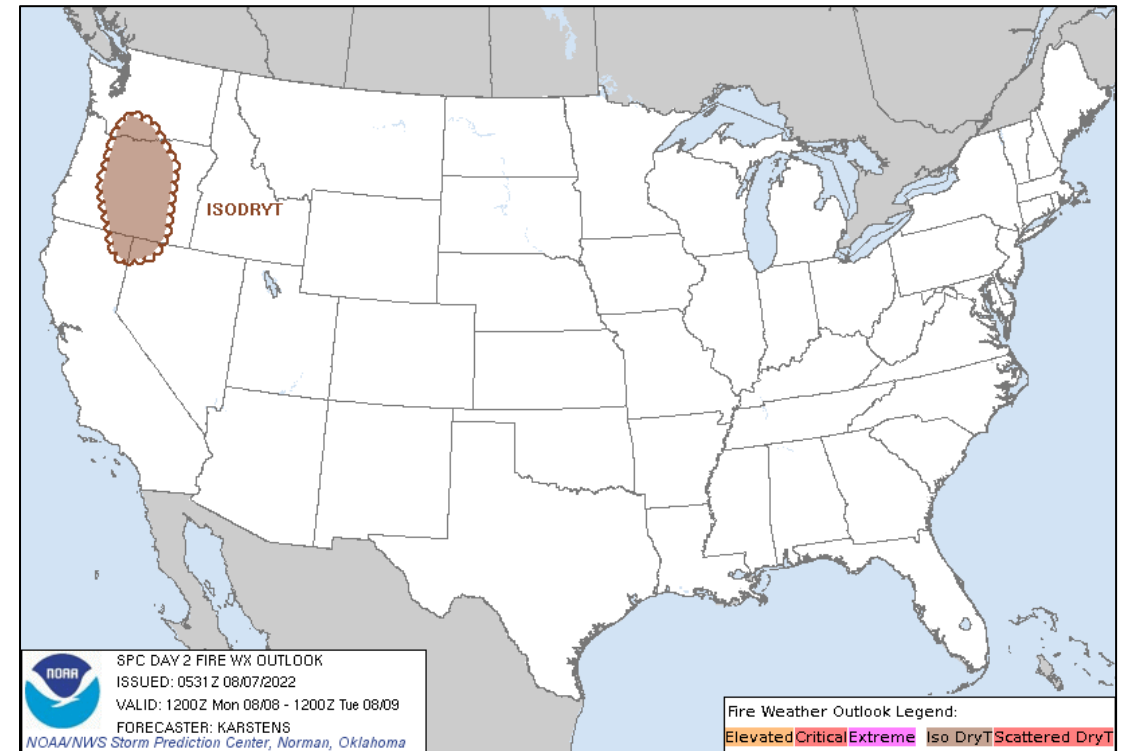 ISODRYT
NOAA
SPC DAY 2 FIRE WX OUTLOOK
ISSUED: 0531Z 08/07/2022
VALID: 1200Z Mon 08/08 - 1200Z Tue 08/09
FORECASTER: KARSTENS
NOAA/NWS Storm Prediction Center, Norman, Oklahoma
Fire Weather Outlook Legend:
Elevated Critical Extreme Iso DryT Scattered DryT